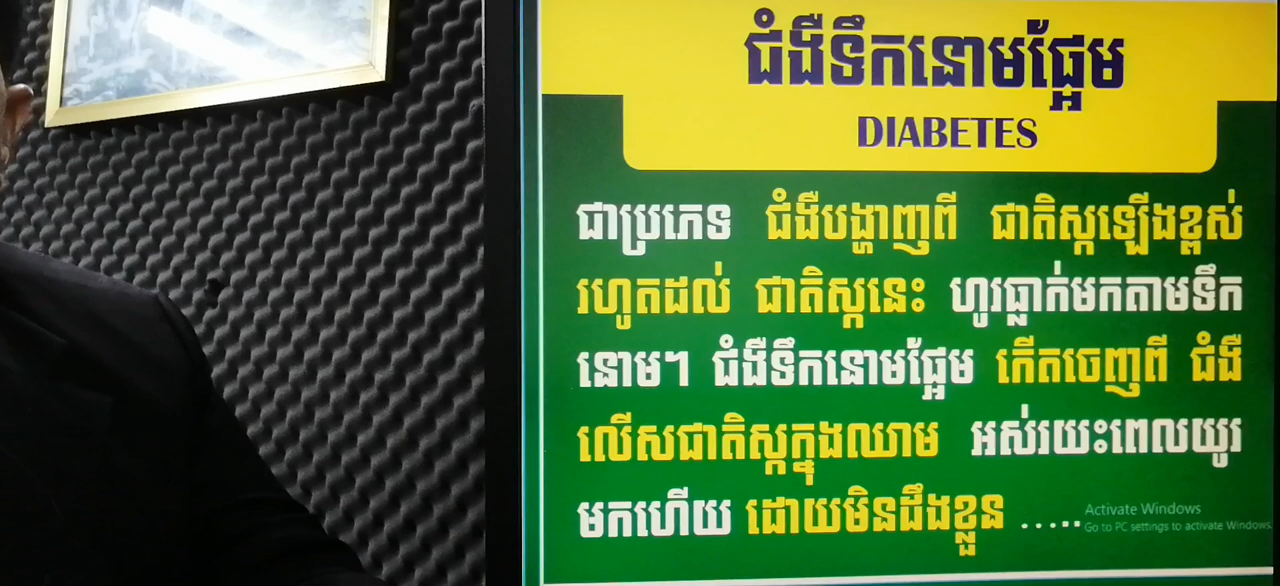 ជំងឺទឹកនោមផ្អែម
DIABETES
ជាប្រភេទ ជំងឺបង្ហាញពី ជាតិស្ករឡើងខ្ពស់
រហូតដល់ ជាតិស្ករនេះ ហូរធ្លាក់មកតាមទឹក
នោម។ ជំងឺទឹកនោមផ្អែម កើតចេញពី ជំងឺ
លើសជាតិស្ករក្នុងឈាម អស់រយះពេលយូរ
មកហើយ ដោយមិនដឹងខ្លួន .....
Activate Windows
Go to PC settings to activate Windows.